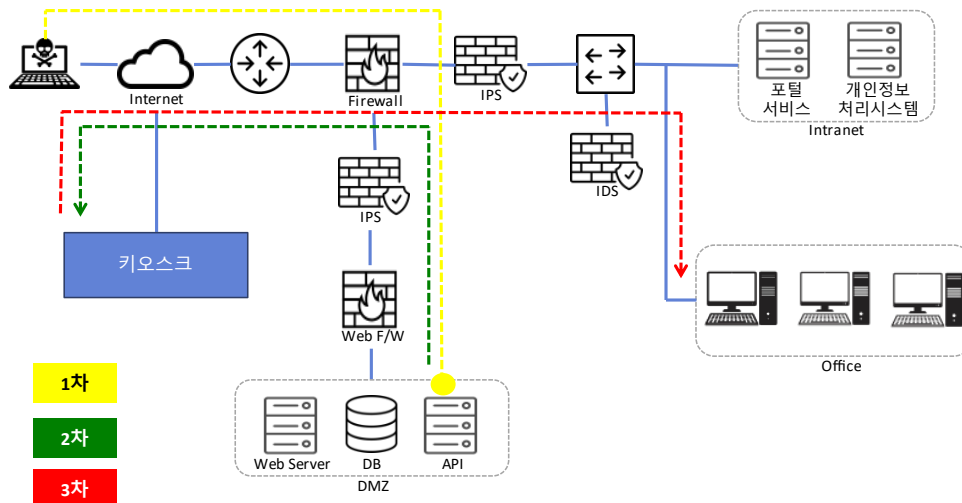 Internet
Firewall
IPS
포털
서비스
개인정보
처리시스템
Intranet
IPS
IDS
키오스크
Web F/W
Office
1차
2차
3차
Web Server
DB
API
DMZ